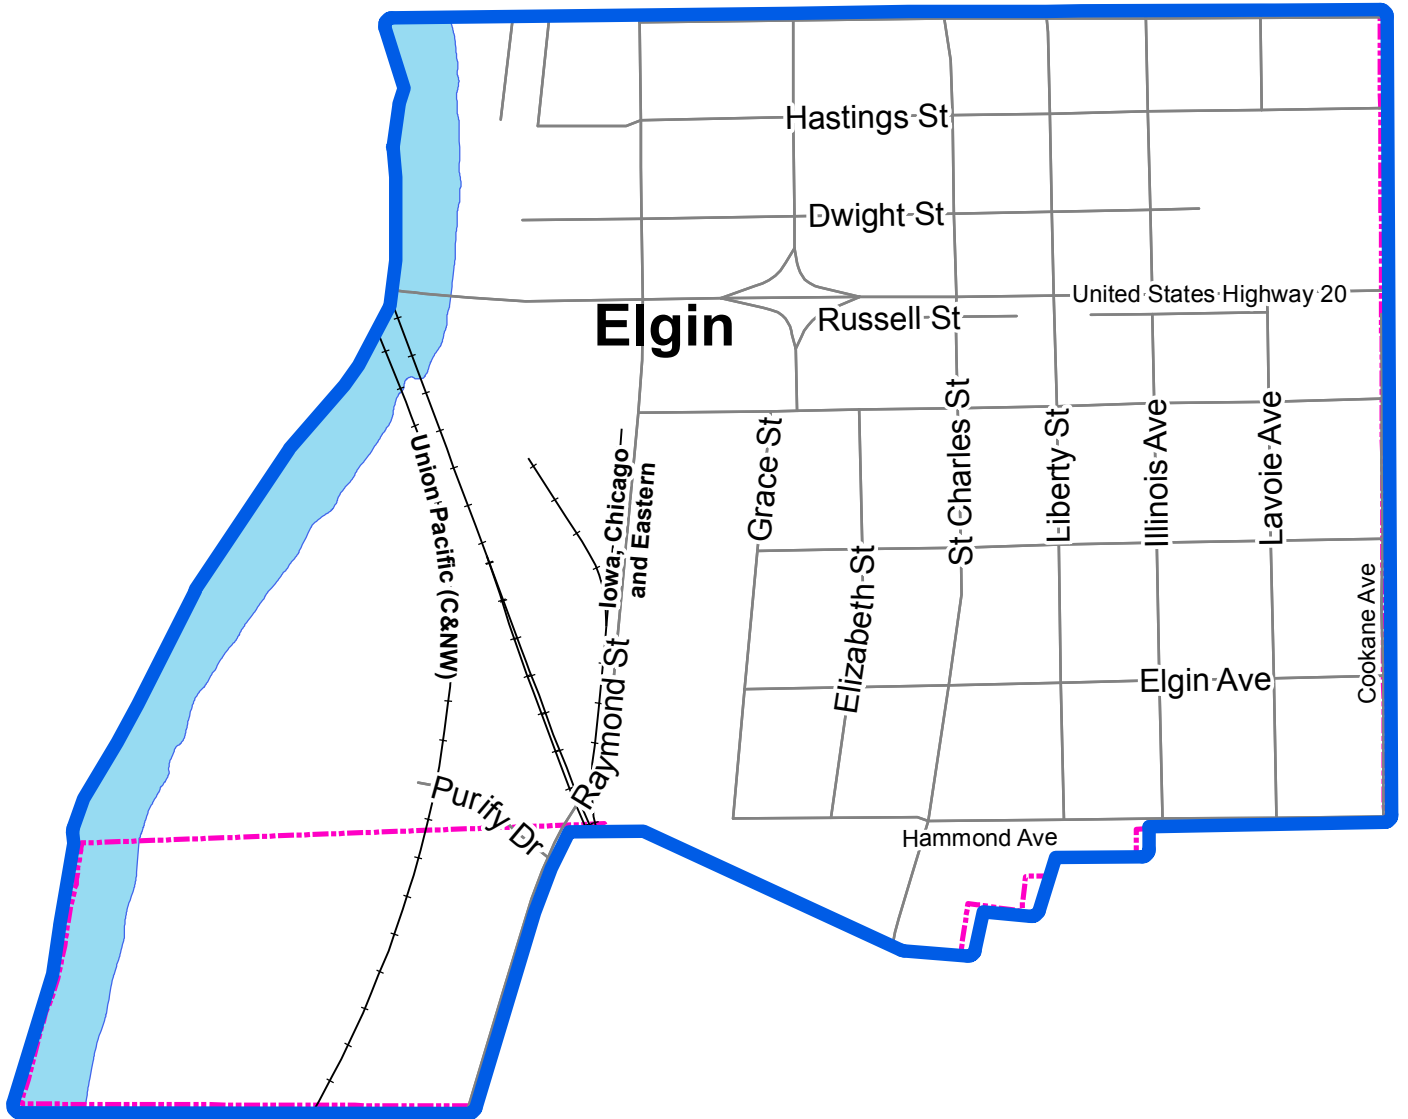 Hastings St
Dwight St
United States Highway 20
Elgin
Russell St
Union Pacific (C&NW)
Iowa, Chicago
and Eastern
Grace St
St Charles St
Liberty St
Illinois Ave
Lavoie Ave
Elizabeth St
Cookane Ave
Raymond St
Elgin Ave
Purify Dr
Hammond Ave